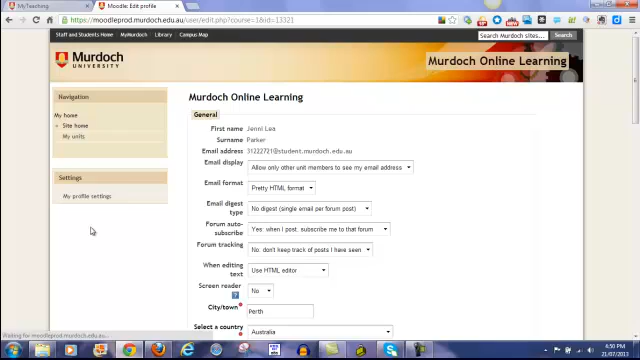 MyTeaching
Moodle: Edit profile
https://moodleprod.murdoch.edu.au/user/edit.php?course=1&id=13321
Staff and Students Home
MyMurdoch
Library
Campus Map
Search Murdoch sites...
Search
Murdoch
UNIVERSITY
Murdoch Online Learning
Navigation
My home
Site home
My units
Settings
My profile settings
Murdoch Online Learning
General
First name Jenni Lea
Surname Parker
Email address 31222721@student.murdoch.edu.au
Email display Allow only other unit members to see my email address
Email format Pretty HTML format
Email digest type No digest (single email per forum post)
Forum auto-subscribe Yes: when I post, subscribe me to that forum
Forum tracking No: don't keep track of posts I have seen
When editing text Use HTML editor
Screen reader No
City/town Perth
Select a country Australia
Waiting for moodleprod.murdoch.edu.au...
4:50 PM
21/07/2013